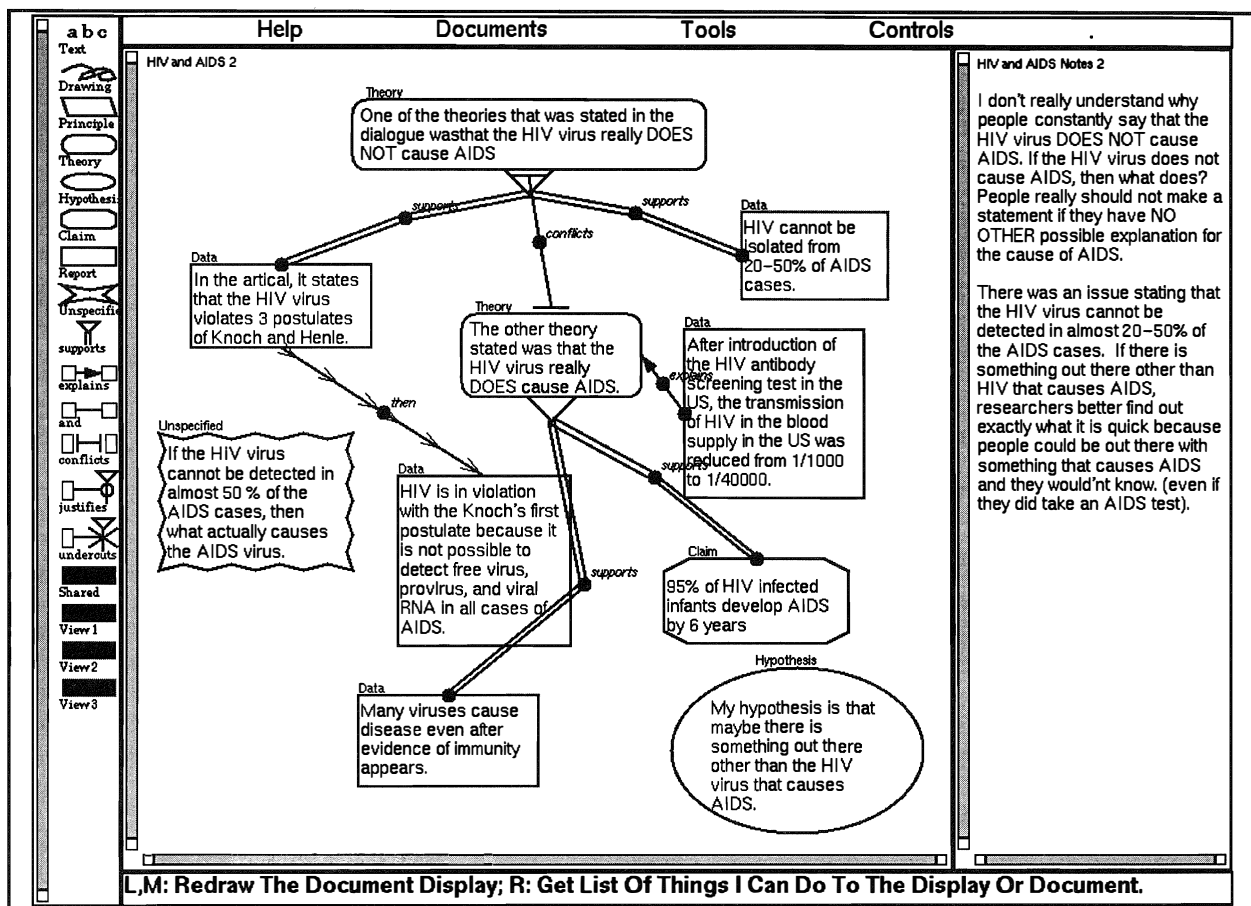 Help Documents Tools Controls
abc
Text
Drawing
Principle
Theory
Hypothesi
Claim
Report
Unspecifie
supports
explains
and
conflicts
justifies
undercuts
Shared
View 1
View 2
View 3
HIV and AIDS 2
Theory
One of the theories that was stated in the
dialogue wasthat the HIV virus really DOES
NOT cause AIDS
supports
supports
conflicts
Data
HIV cannot be
isolated from
20-50% of AIDS
cases.
Data
In the artical, it states
that the HIV virus
violates 3 postulates
of Knoch and Henle.
Theory
The other theory
stated was that the
HIV virus really
DOES cause AIDS.
Data
After introduction of
the HIV antibody
screening test in the
US, the transmission
of HIV in the blood
supply in the US was
reduced from 1/1000
to 1/40000.
explains
then
supports
Unspecified
If the HIV virus
cannot be detected in
almost 50 % of the
AIDS cases, then
what actually causes
the AIDS virus.
Data
HIV is in violation
with the Knoch's first
postulate because it
is not possible to
detect free virus,
provirus, and viral
RNA in all cases of
AIDS.
supports
Claim
95% of HIV infected
infants develop AIDS
by 6 years
Data
Many viruses cause
disease even after
evidence of immunity
appears.
Hypothesis
My hypothesis is that
maybe there is
something out there
other than the HIV
virus that causes
AIDS.
HIV and AIDS Notes 2
I don't really understand why
people constantly say that the
HIV virus DOES NOT cause
AIDS. If the HIV virus does not
cause AIDS, then what does?
People really should not make a
statement if they have NO
OTHER possible explanation for
the cause of AIDS.
There was an issue stating that
the HIV virus cannot be
detected in almost 20-50% of
the AIDS cases. If there is
something out there other than
HIV that causes AIDS,
researchers better find out
exactly what it is quick because
people could be out there with
something that causes AIDS
and they would'nt know. (even if
they did take an AIDS test).
L,M: Redraw The Document Display; R: Get List Of Things I Can Do To The Display Or Document.